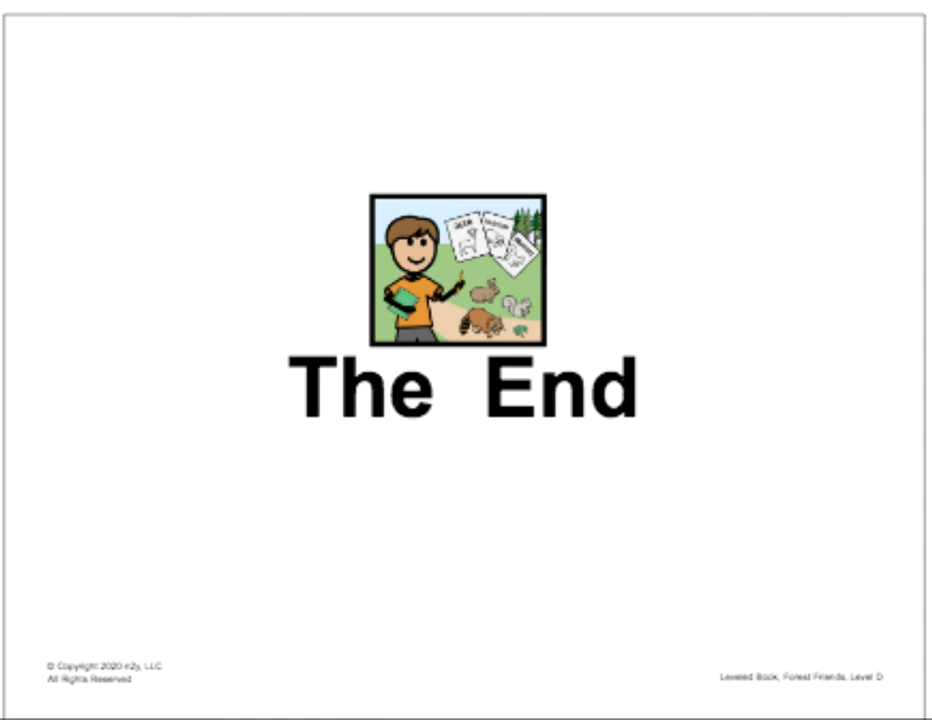 The End
© Copyright 2020 n2y, LLC
All Rights Reserved
Leveled Book, Forest Friends, Level D